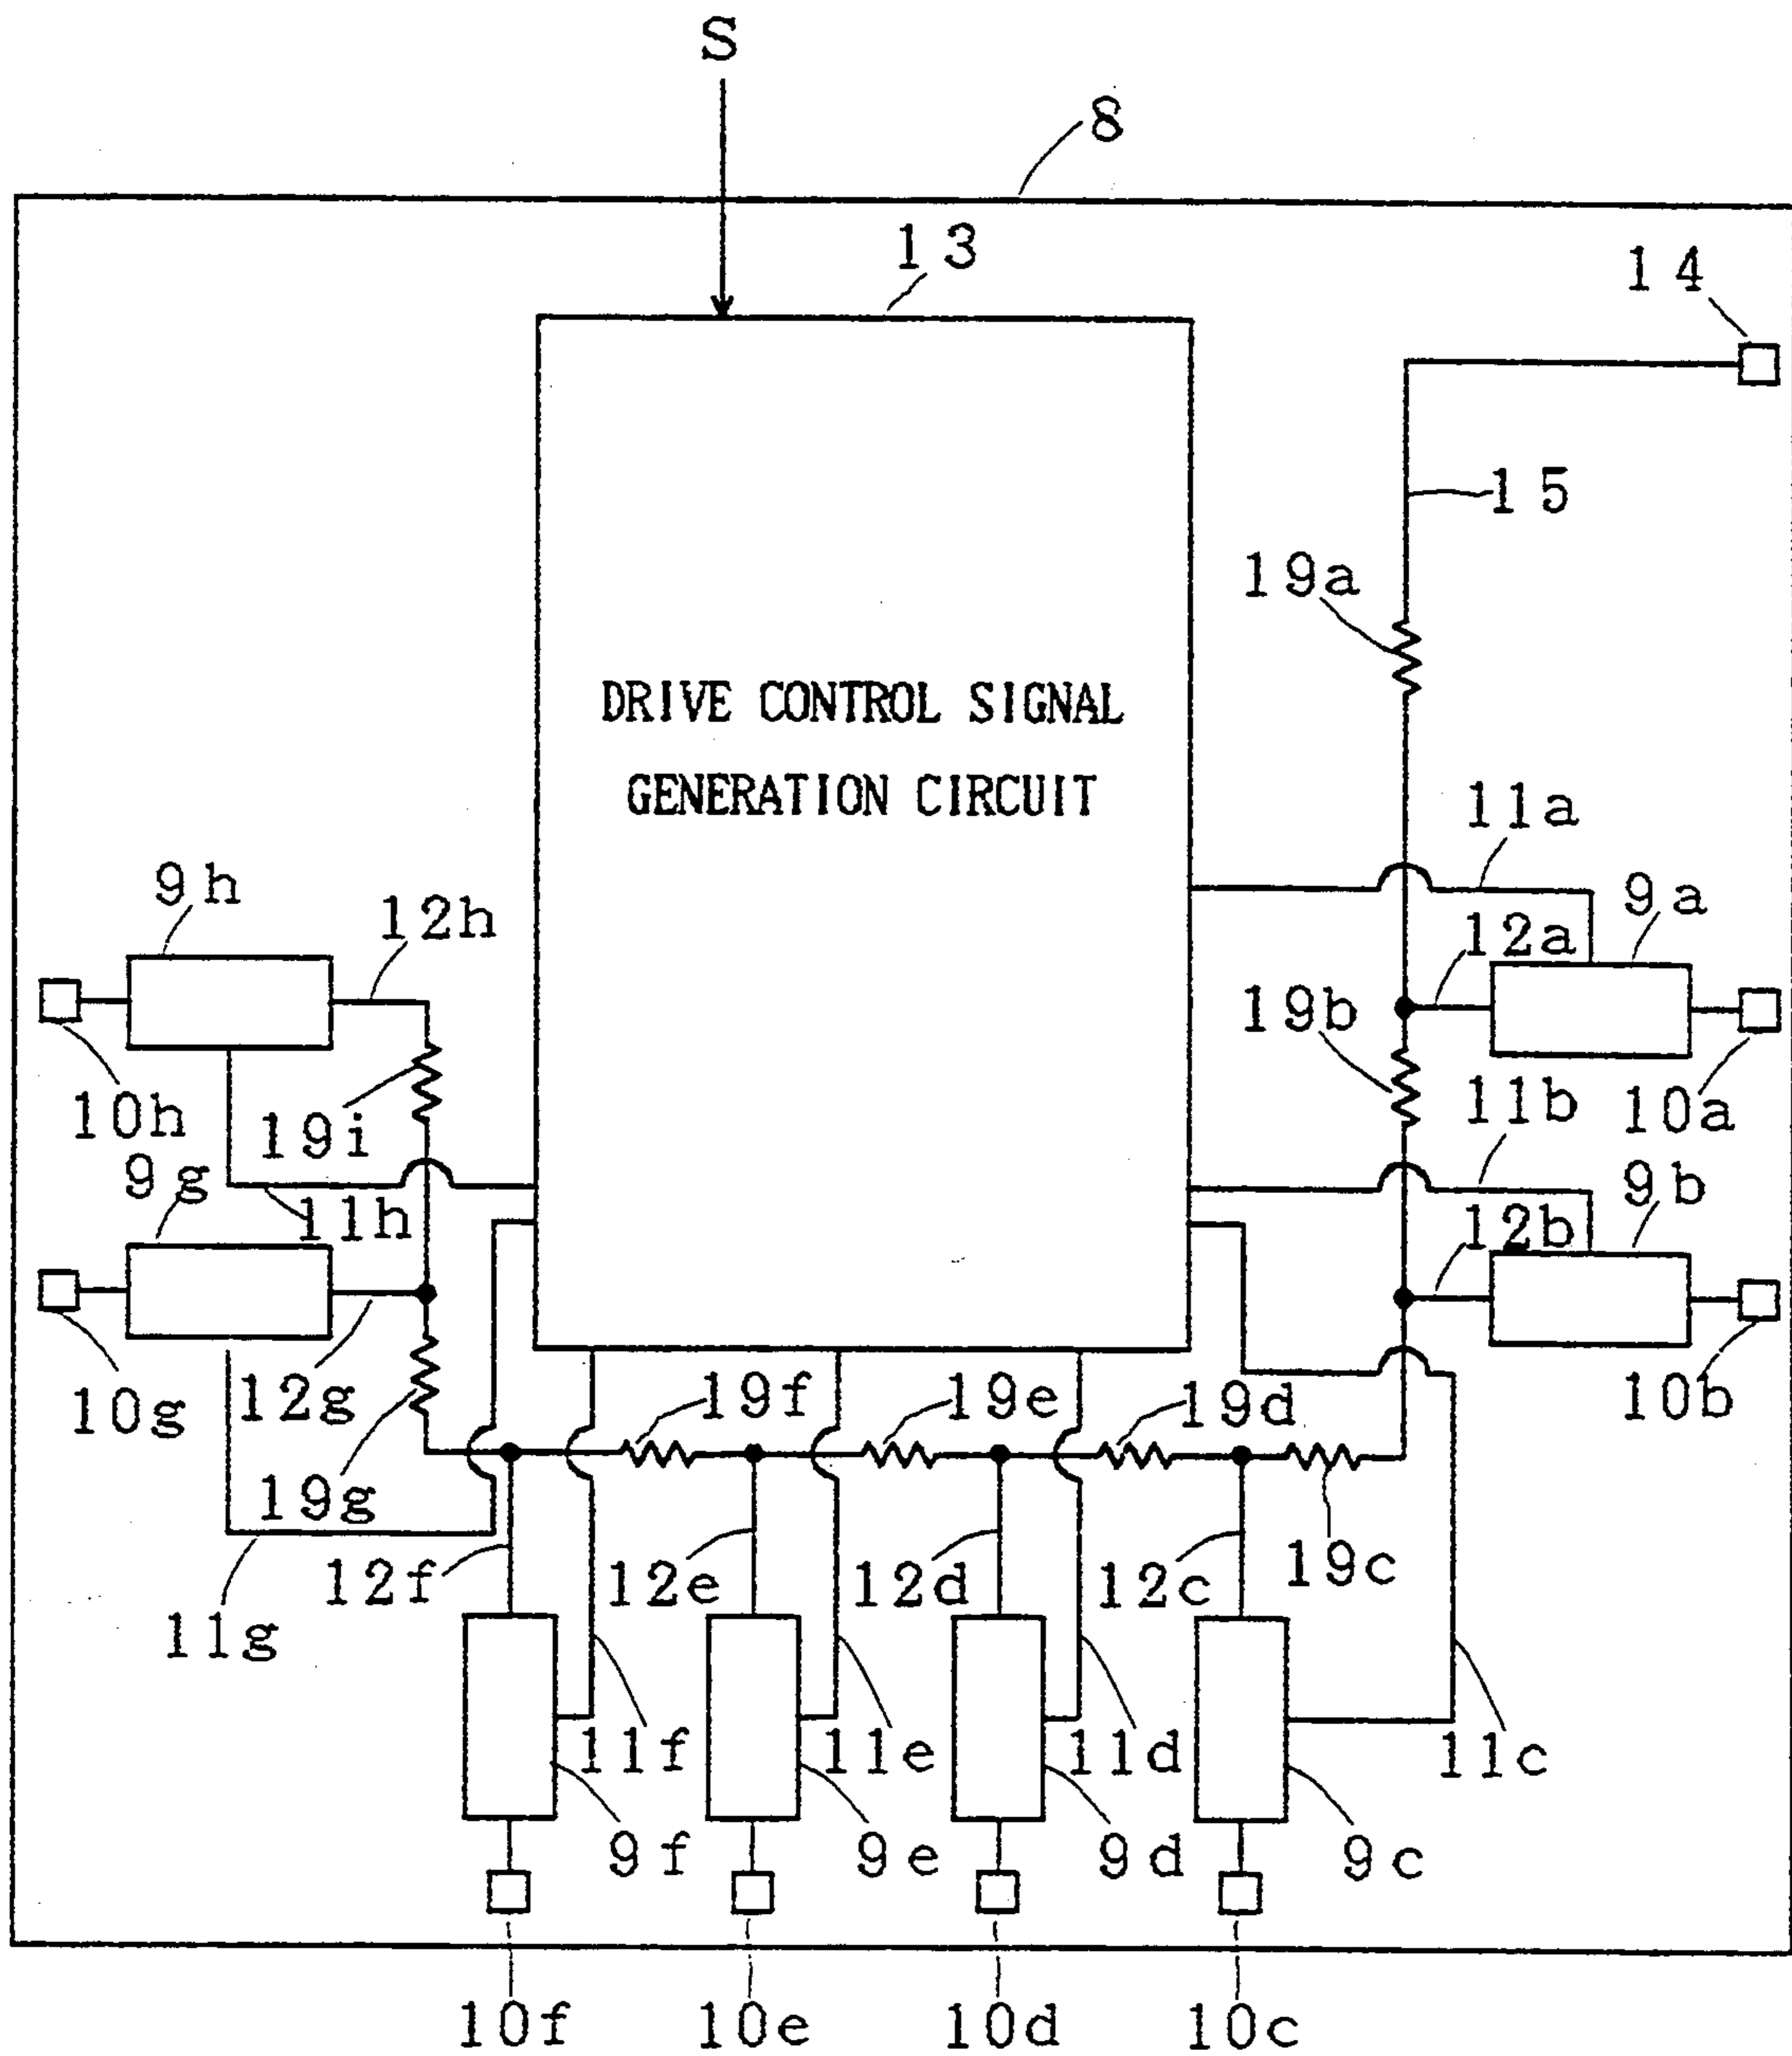 S
8
13
14
15
19a
DRIVE CONTROL SIGNAL
GENERATION CIRCUIT
11a
9h
9a
12h
12a
19b
11b
10h
10a
19i
9g
11h
9b
12b
12g
10g
10b
19f
19e
19d
19g
12f
12e
12d
12c
19c
11g
11f
11e
11d
11c
9f
9e
9d
9c
10f
10e
10d
10c